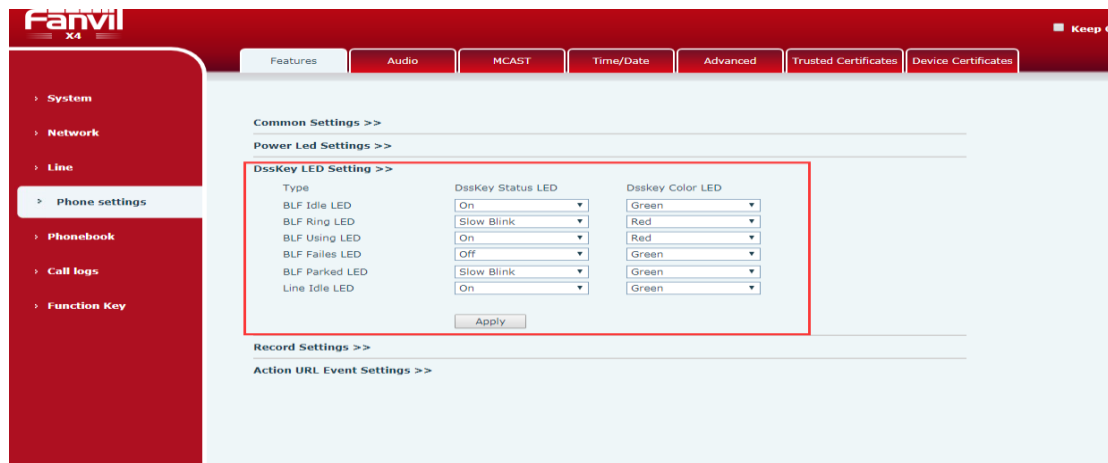 Fanvil
X4
Keep
Features Audio MCAST Time/Date Advanced Trusted Certificates Device Certificates
› System
› Network
› Line
› Phone settings
› Phonebook
› Call logs
› Function Key
Common Settings >>
Power Led Settings >>
DssKey LED Setting >>
Type DssKey Status LED Dsskey Color LED
BLF Idle LED On Green
BLF Ring LED Slow Blink Red
BLF Using LED On Red
BLF Failes LED Off Green
BLF Parked LED Slow Blink Green
Line Idle LED On Green
Apply
Record Settings >>
Action URL Event Settings >>